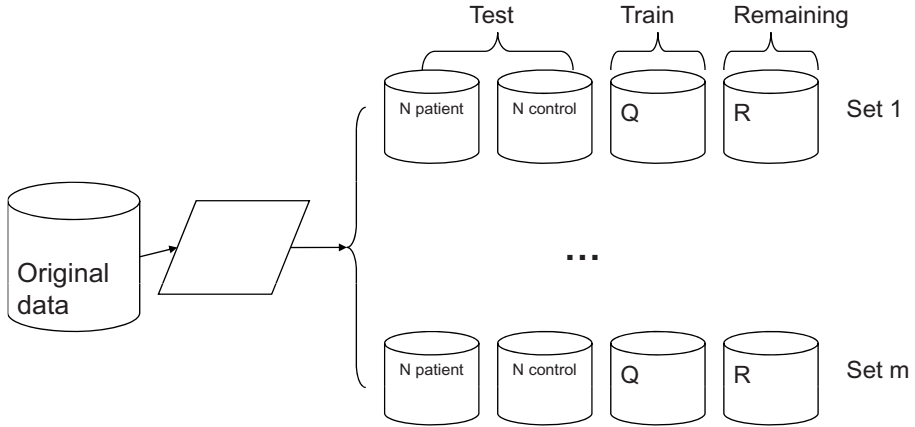 Test Train Remaining
N patient N control Q R Set 1
Original
data
...
N patient N control Q R Set m